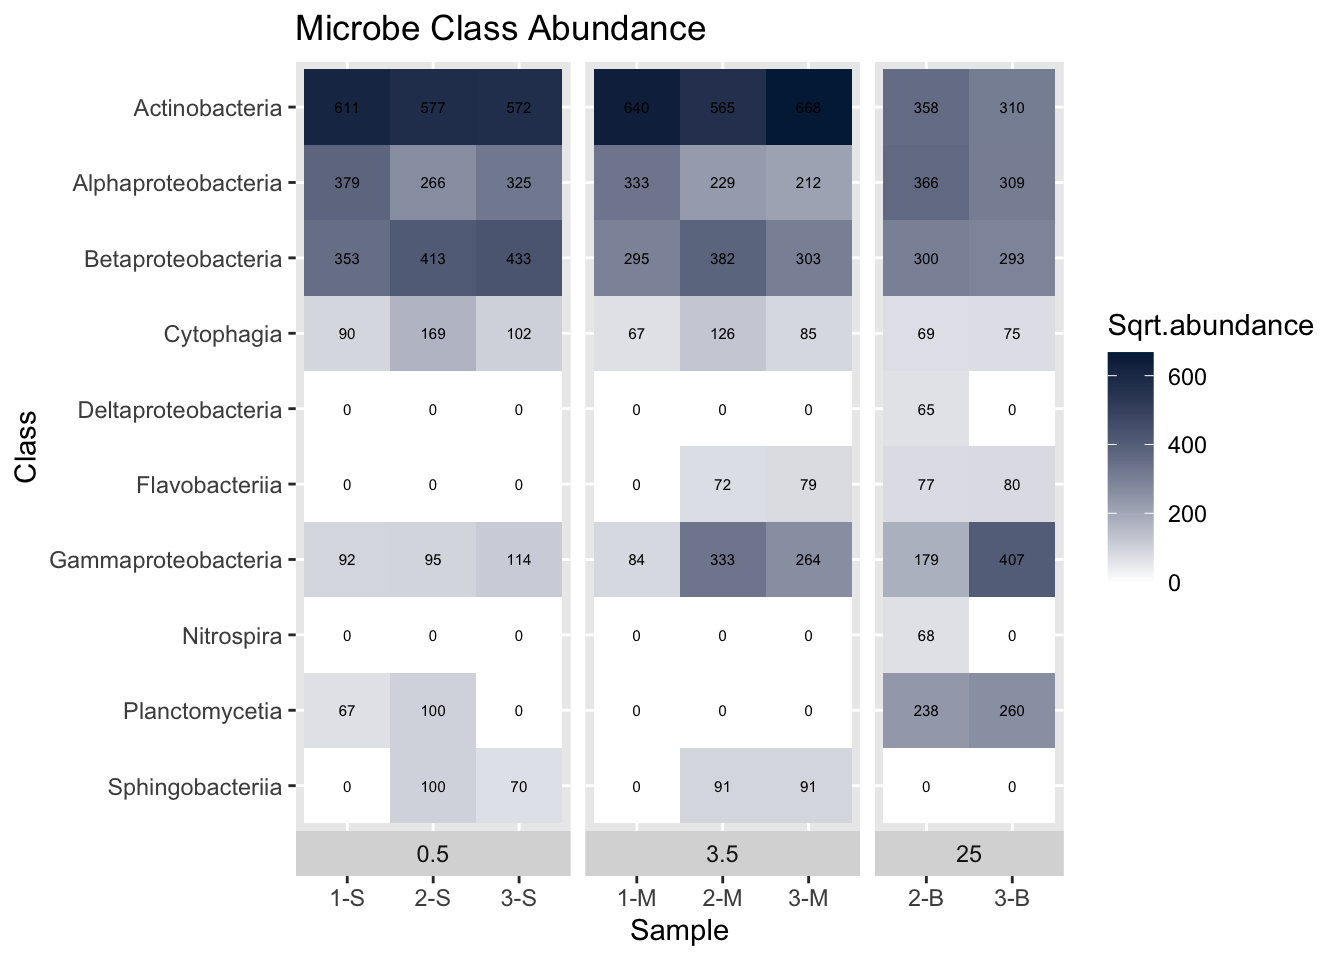 Microbe Class Abundance
Class
Actinobacteria 611 577 572 640 565 668 358 310
Alphaproteobacteria 379 266 325 333 229 212 366 309
Betaproteobacteria 353 413 433 295 382 303 300 293
Cytophagia 90 169 102 67 126 85 69 75
Deltaproteobacteria 0 0 0 0 0 0 65 0
Flavobacteriia 0 0 0 0 72 79 77 80
Gammaproteobacteria 92 95 114 84 333 264 179 407
Nitrospira 0 0 0 0 0 0 68 0
Planctomycetia 67 100 0 0 0 0 238 260
Sphingobacteriia 0 100 70 0 91 91 0 0
0.5 3.5 25
1-S 2-S 3-S 1-M 2-M 3-M 2-B 3-B
Sample
Sqrt.abundance
600
400
200
0